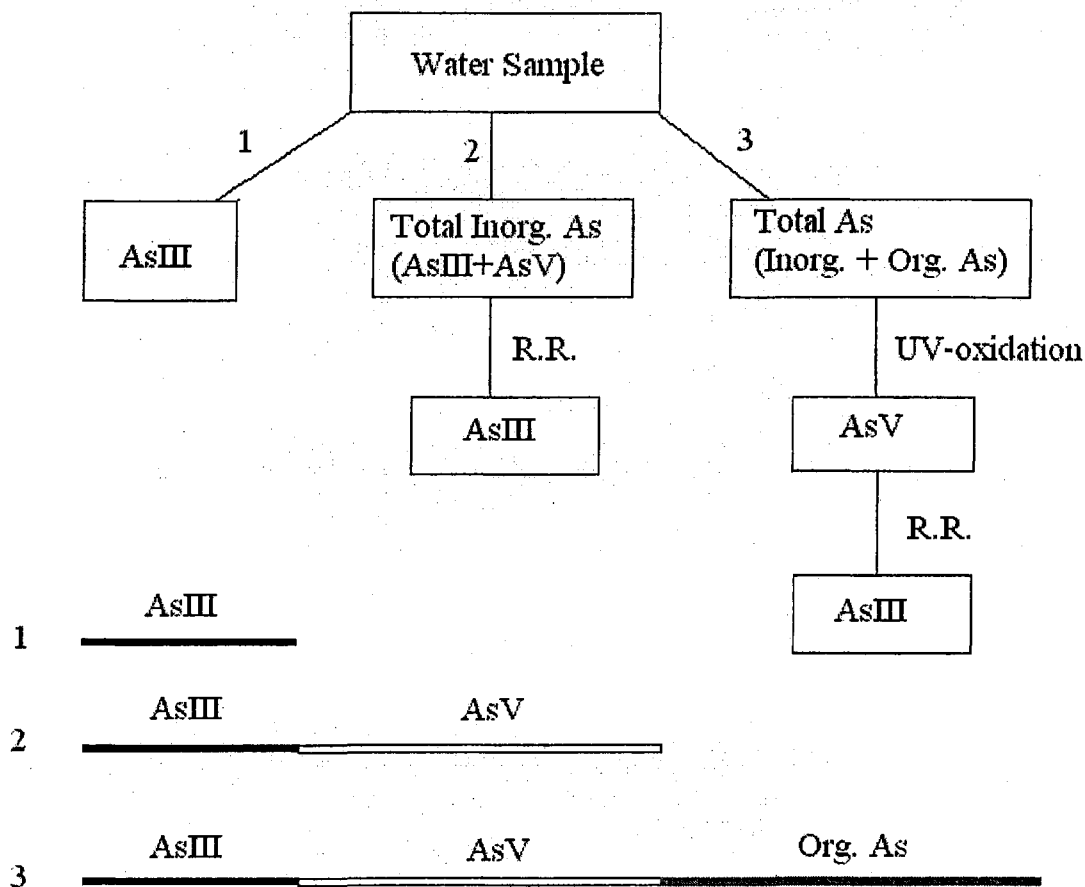 Water Sample
1
2
3
AsIII
Total Inorg. As
(AsIII+AsV)
Total As
(Inorg. + Org. As)
R.R.
UV-oxidation
AsIII
AsV
R.R.
AsIII
AsIII
1
AsIII AsV
2
AsIII AsV Org. As
3